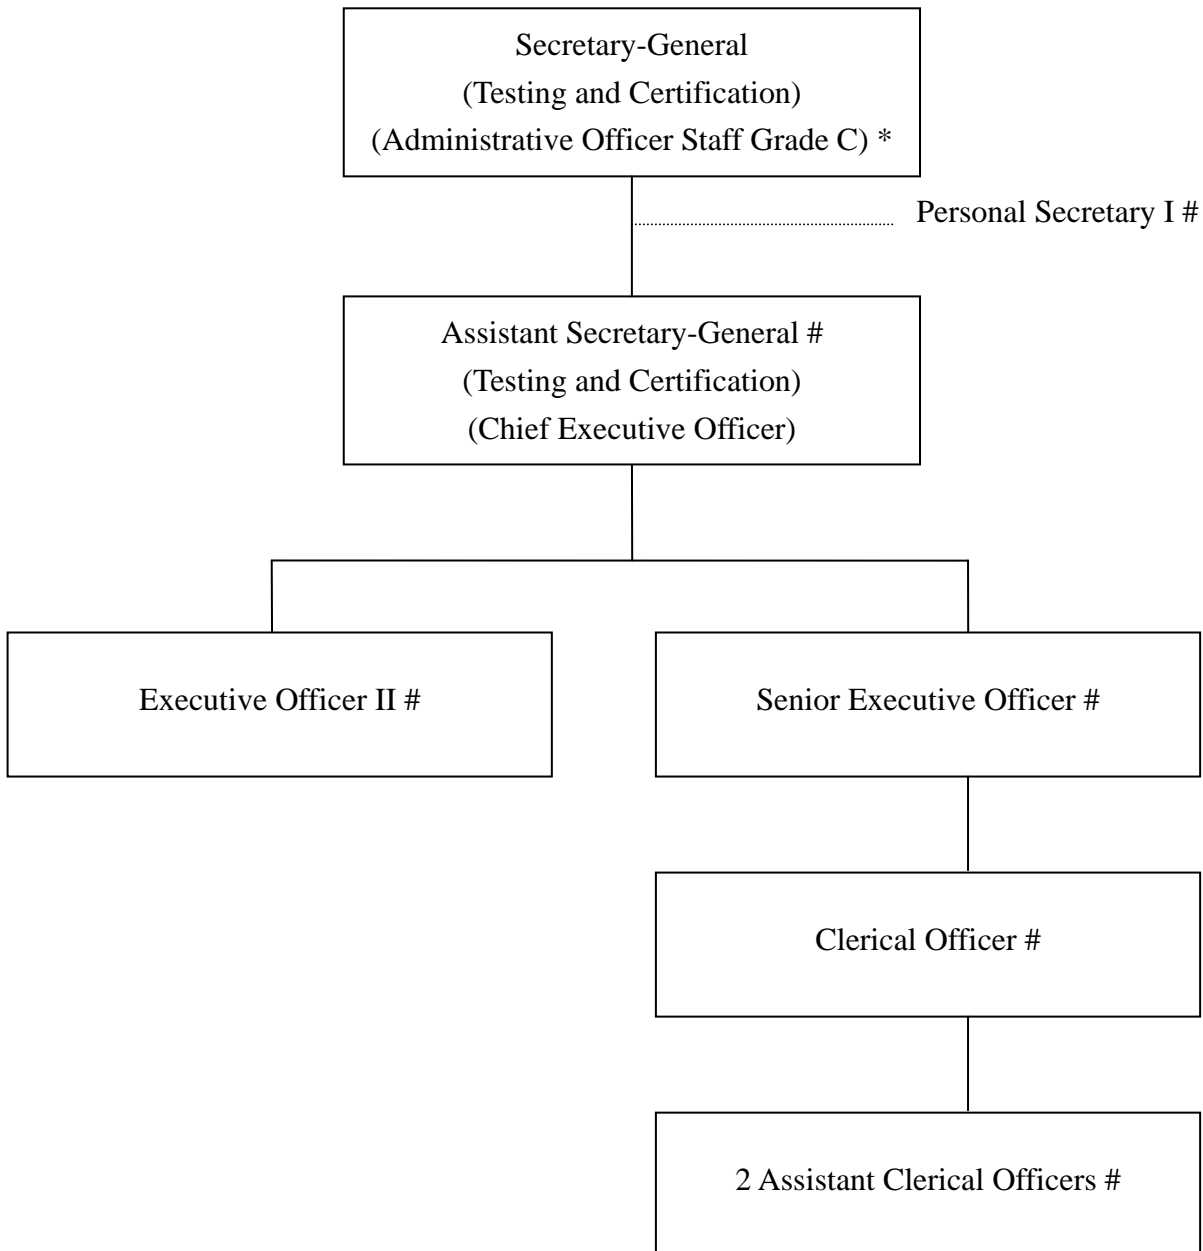 Secretary-General
(Testing and Certification)
(Administrative Officer Staff Grade C) *
Personal Secretary I #
Assistant Secretary-General #
(Testing and Certification)
(Chief Executive Officer)
Executive Officer II #
Senior Executive Officer #
Clerical Officer #
2 Assistant Clerical Officers #